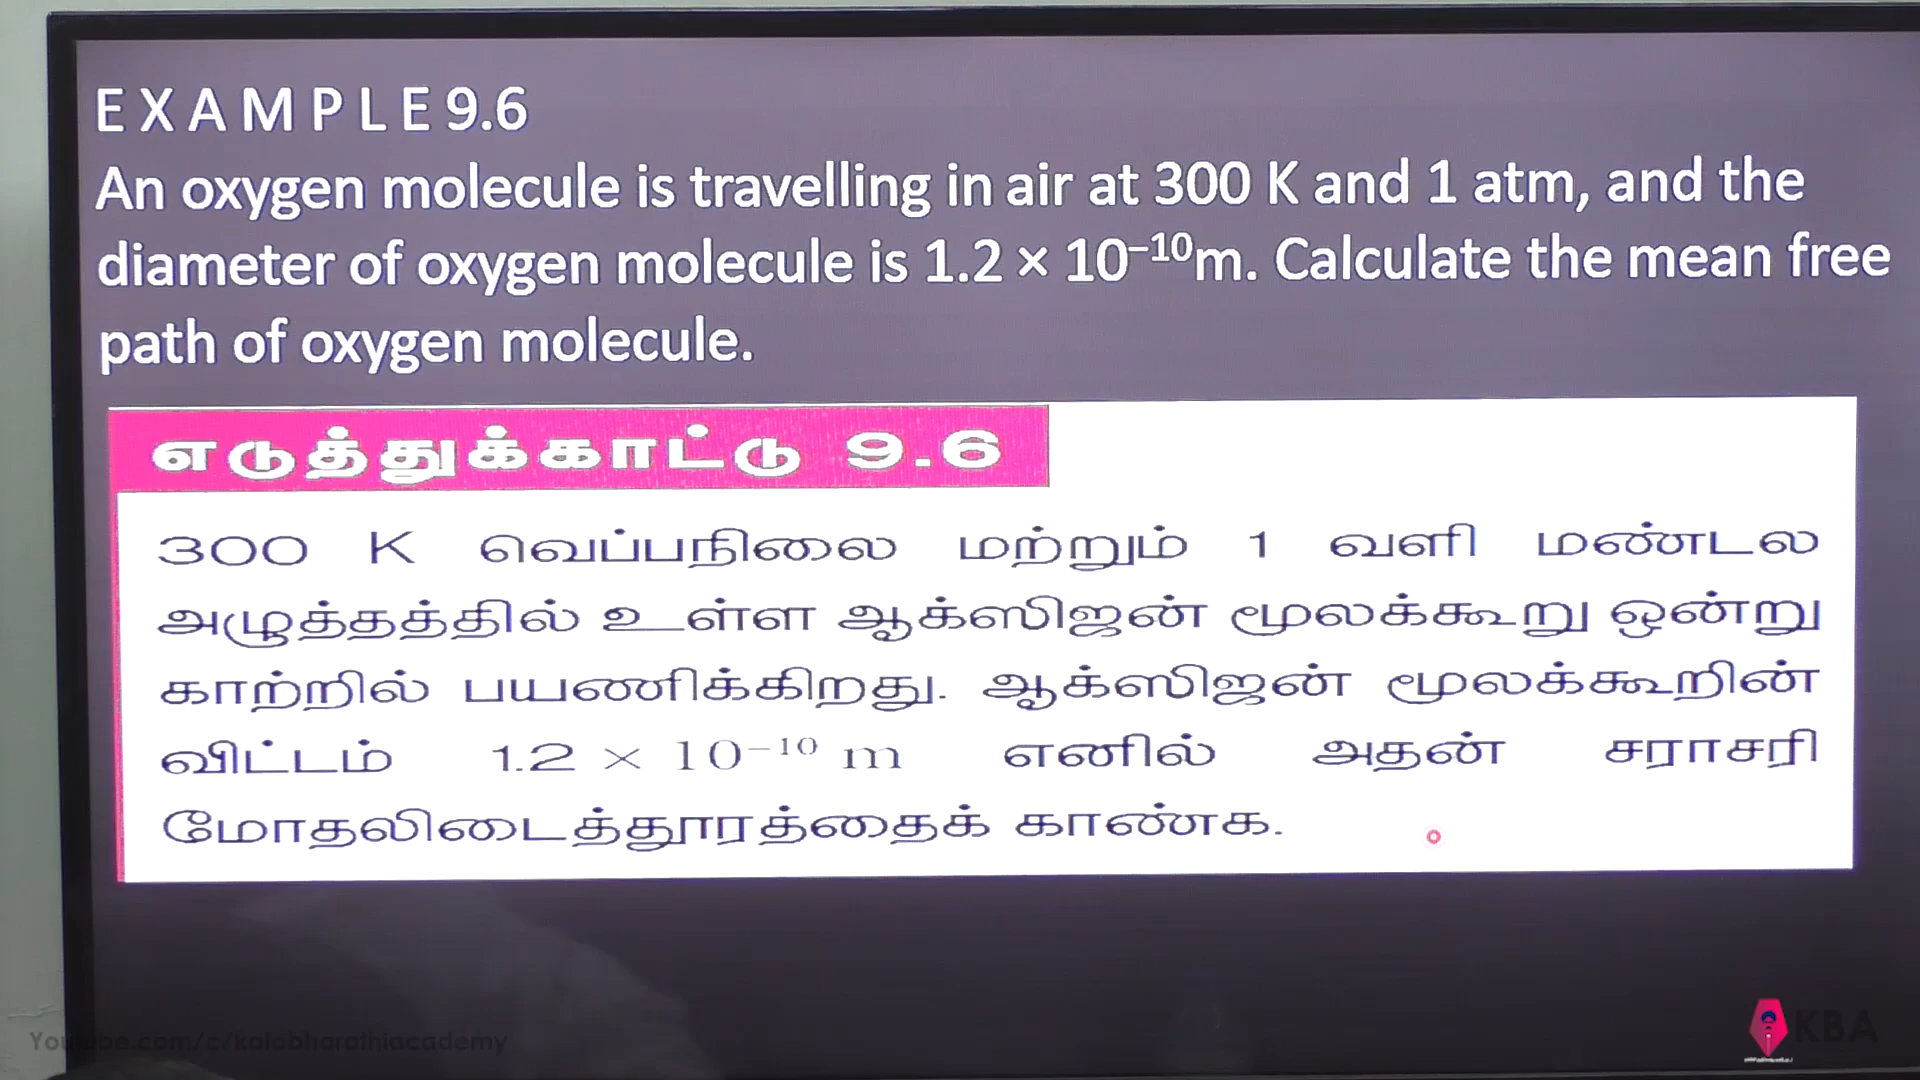 E X A M P L E 9.6
An oxygen molecule is travelling in air at 300 K and 1 atm, and the
diameter of oxygen molecule is 1.2 × 10⁻¹⁰m. Calculate the mean free
path of oxygen molecule.
எடுத்துக்காட்டு 9.6
300 K வெப்பநிலை மற்றும் 1 வளி மண்டல
அழுத்தத்தில் உள்ள ஆக்ஸிஜன் மூலக்கூறு ஒன்று
காற்றில் பயணிக்கிறது. ஆக்ஸிஜன் மூலக்கூறின்
விட்டம் 1.2 × 10⁻¹⁰ m எனில் அதன் சராசரி
மோதலிடைத்தூரத்தைக் காண்க.
Youtube.com/c/kalabharathiacademy
KBA